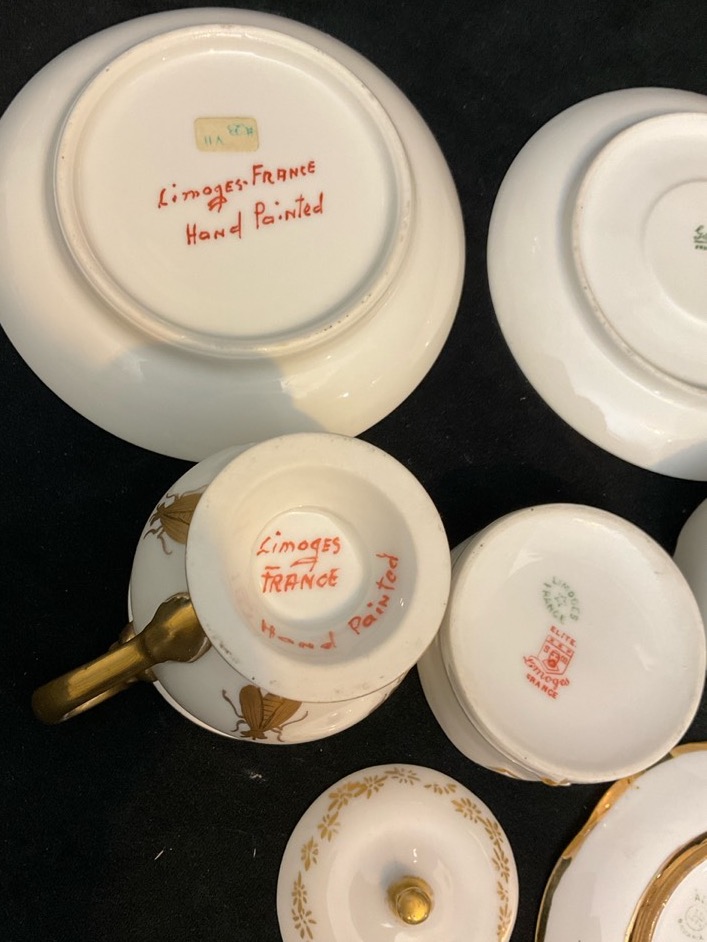 Limoges-FRANCE
Hand Painted
Limoges
FRANCE
Hand Painted
LIMOGES
FRANCE
ELITE
Limoges
FRANCE